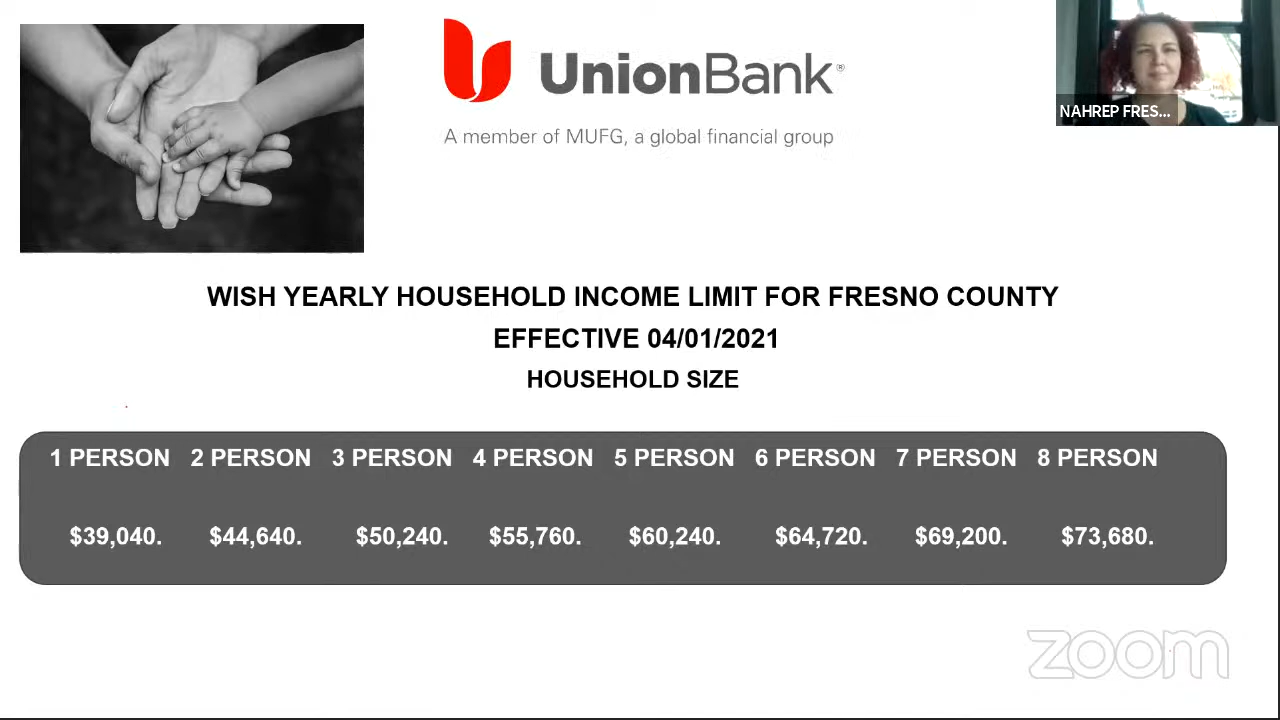 UnionBank®
A member of MUFG, a global financial group
NAHREP FRES...
WISH YEARLY HOUSEHOLD INCOME LIMIT FOR FRESNO COUNTY
EFFECTIVE 04/01/2021
HOUSEHOLD SIZE
1 PERSON 2 PERSON 3 PERSON 4 PERSON 5 PERSON 6 PERSON 7 PERSON 8 PERSON
$39,040. $44,640. $50,240. $55,760. $60,240. $64,720. $69,200. $73,680.
zoom